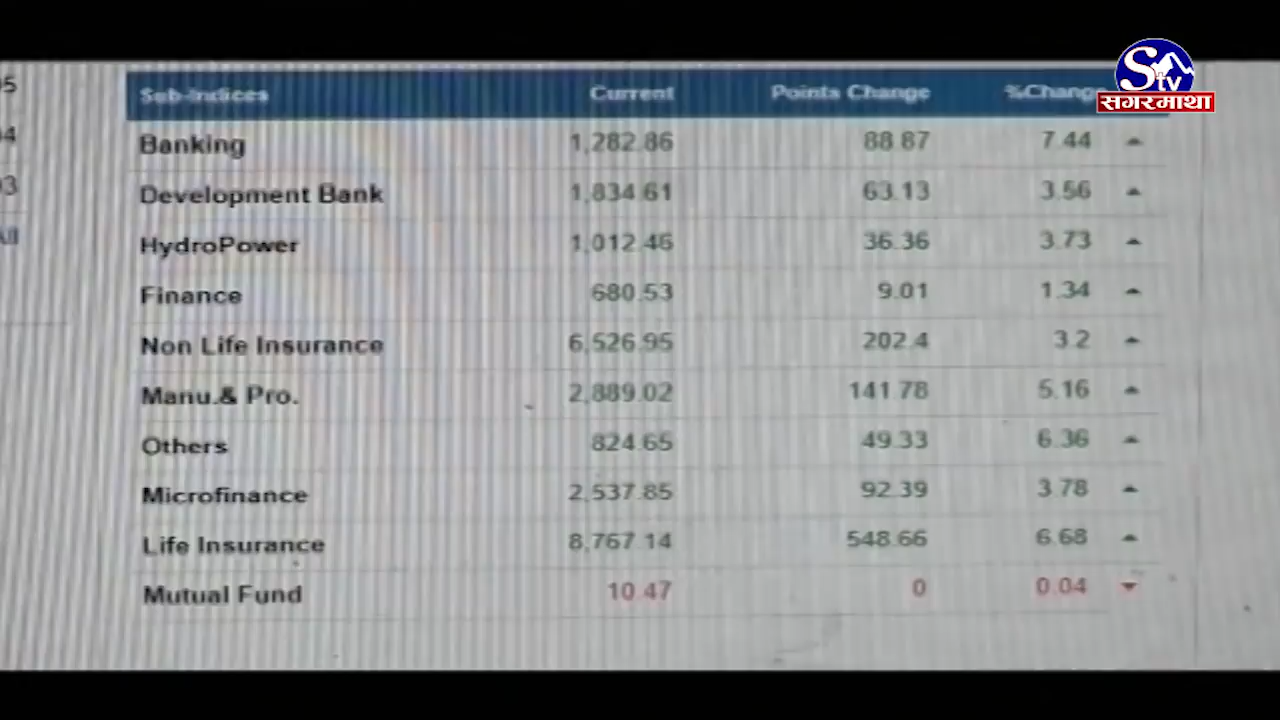 S tv
सगरमाथा
Sub-Indices Current Points Change %Chang
Banking 1,282.86 88.87 7.44
Development Bank 1,834.61 63.13 3.56
HydroPower 1,012.46 36.36 3.73
Finance 680.53 9.01 1.34
Non Life Insurance 6,526.95 202.4 3.2
Manu.& Pro. 2,889.02 141.78 5.16
Others 824.65 49.33 6.36
Microfinance 2,537.85 92.39 3.78
Life Insurance 8,767.14 548.66 6.68
Mutual Fund 10.47 0 0.04